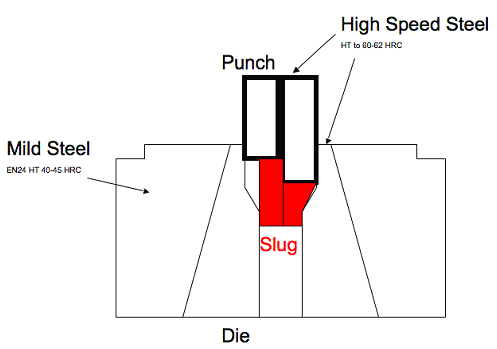 High Speed Steel
HT to 60-62 HRC
Punch
Mild Steel
EN24 HT 40-45 HRC
Slug
Die